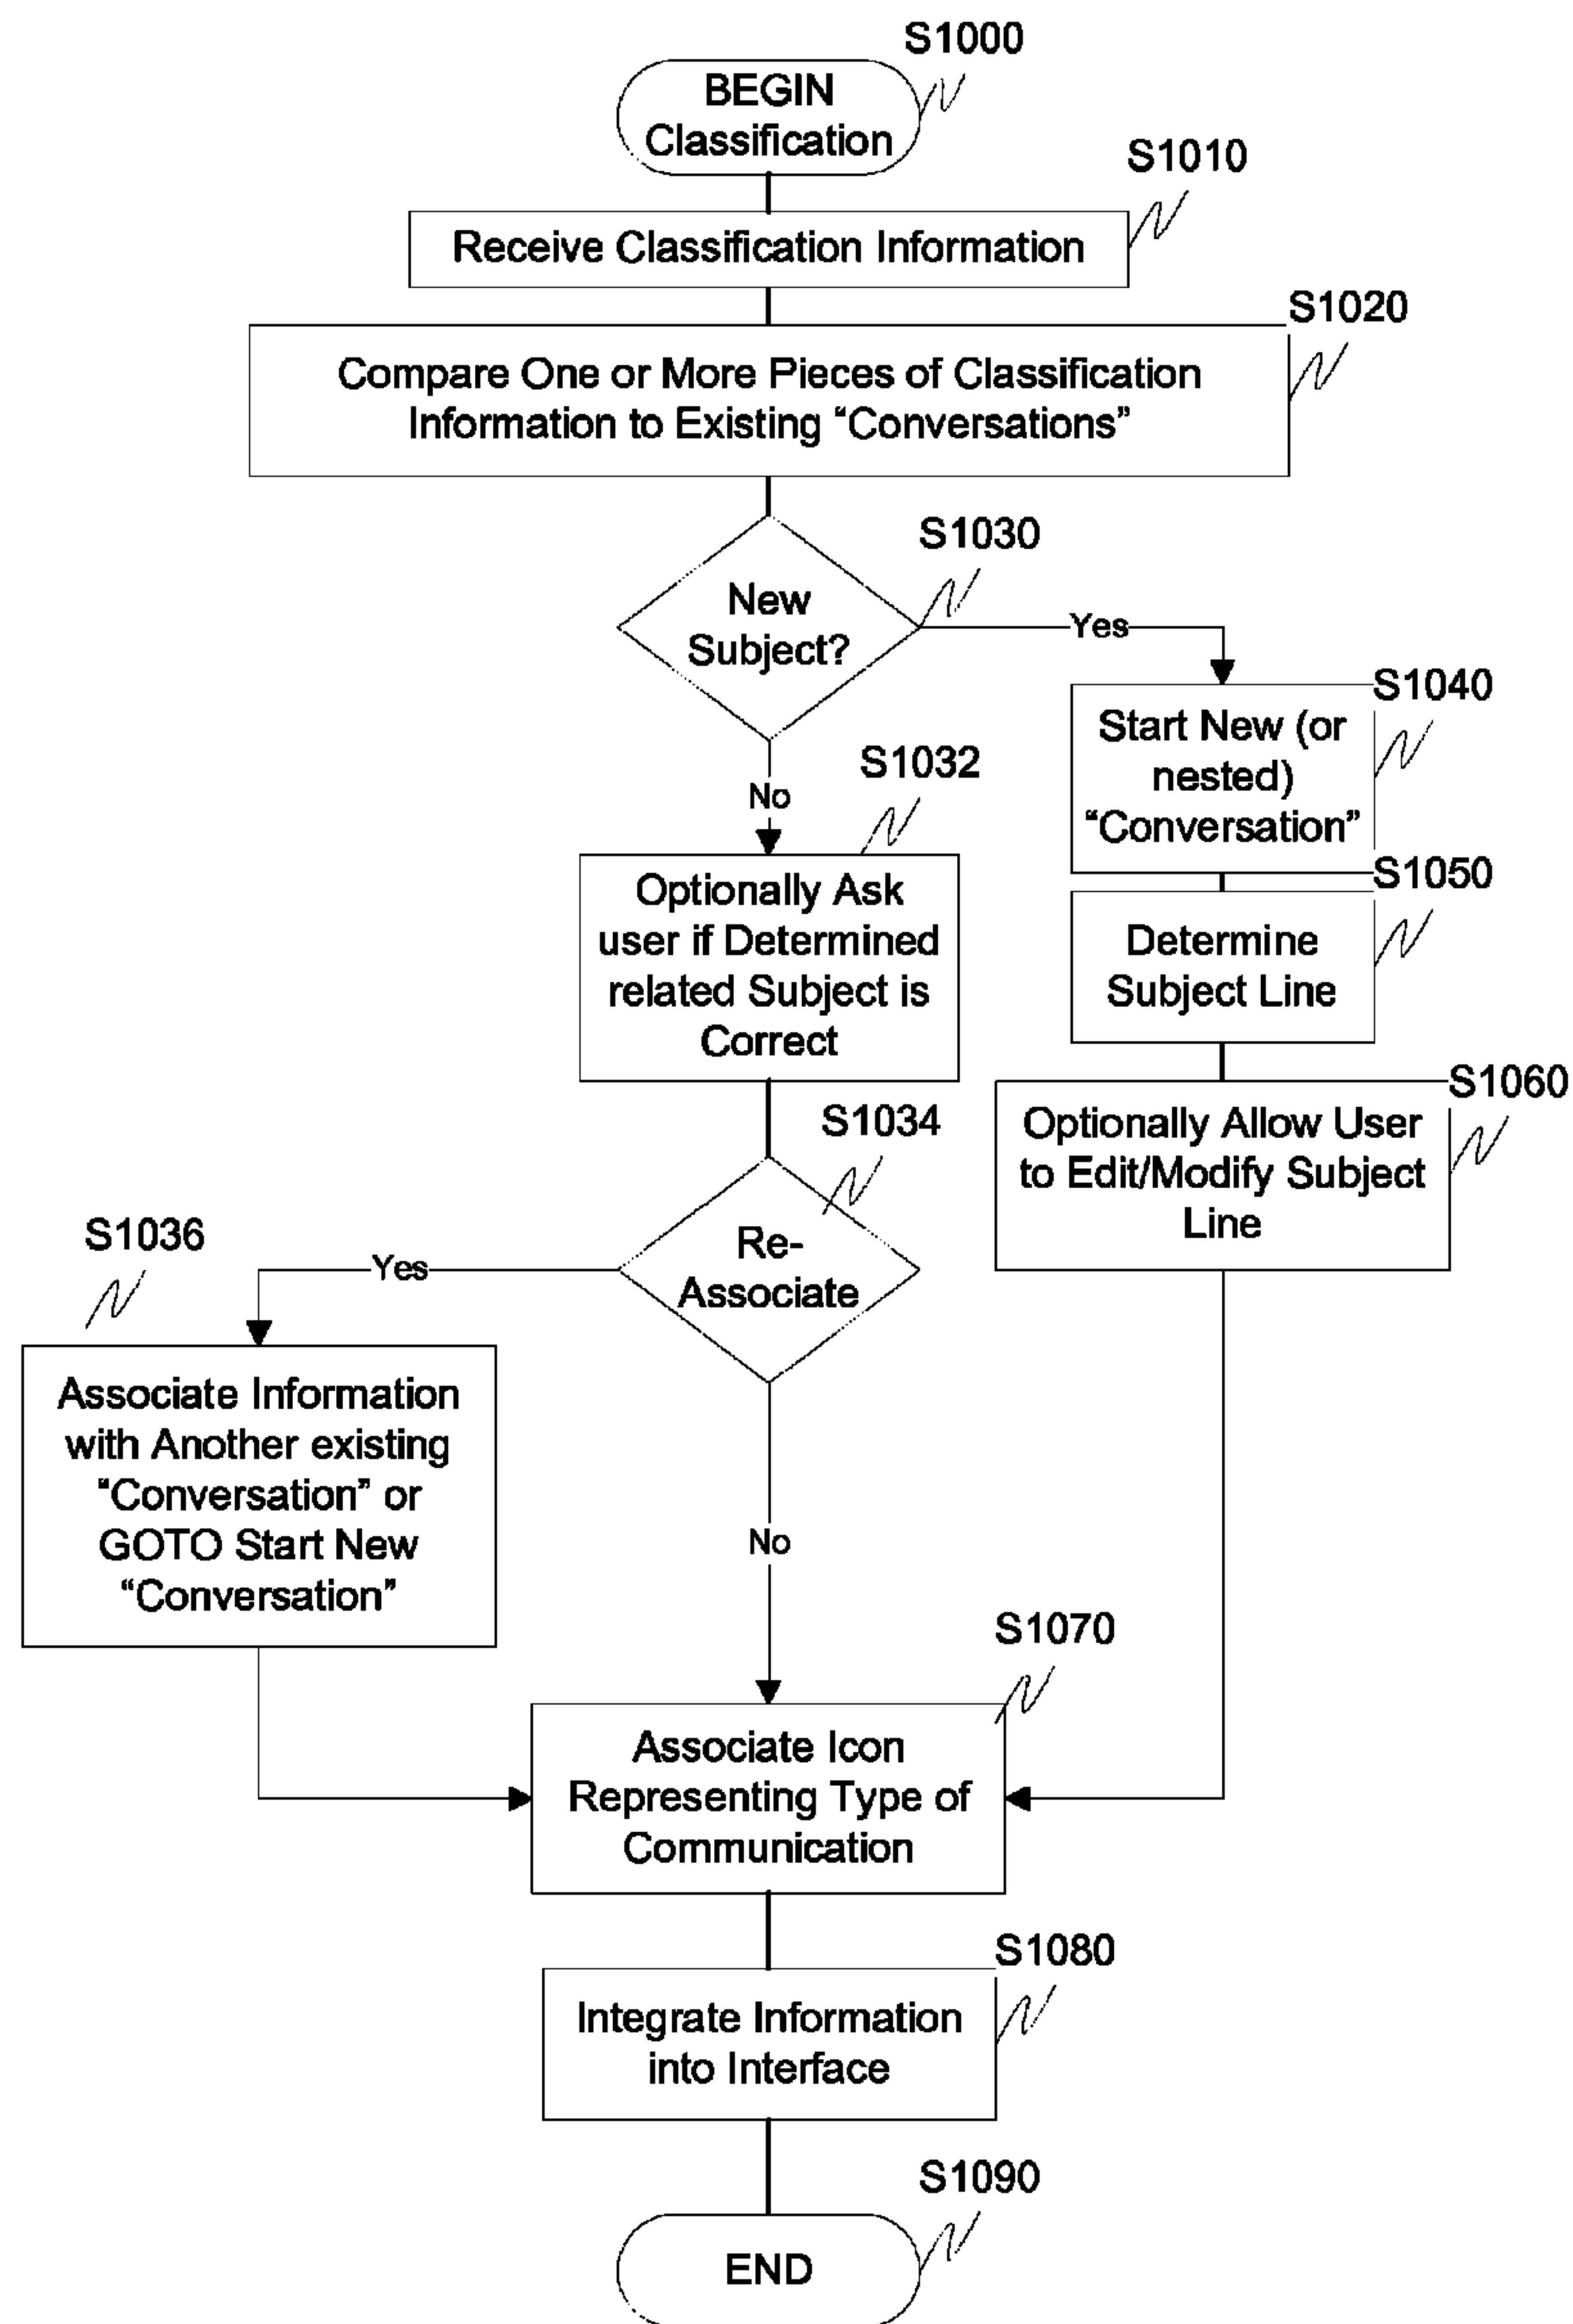 S1000
BEGIN
Classification
S1010
Receive Classification Information
S1020
Compare One or More Pieces of Classification
Information to Existing “Conversations”
S1030
New
Subject?
Yes
No
S1040
Start New (or
nested)
“Conversation”
S1032
Optionally Ask
user if Determined
related Subject is
Correct
S1050
Determine
Subject Line
S1060
Optionally Allow User
to Edit/Modify Subject
Line
S1034
Re-
Associate
Yes
No
S1036
Associate Information
with Another existing
“Conversation” or
GOTO Start New
“Conversation”
S1070
Associate Icon
Representing Type of
Communication
S1080
Integrate Information
into Interface
S1090
END